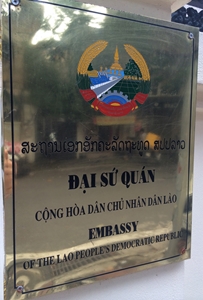 ສະຖານເອກອັກຄະລັດຖະທູດ ສປປລາວ
ĐẠI SỨ QUÁN
CỘNG HÒA DÂN CHỦ NHÂN DÂN LÀO
EMBASSY
OF THE LAO PEOPLE'S DEMOCRATIC REPUBLIC